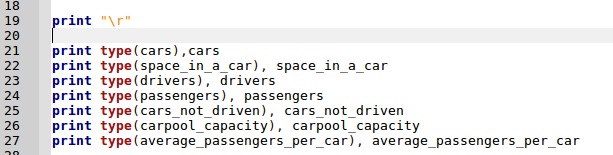 18
19 print "\r"
20
21 print type(cars),cars
22 print type(space_in_a_car), space_in_a_car
23 print type(drivers), drivers
24 print type(passengers), passengers
25 print type(cars_not_driven), cars_not_driven
26 print type(carpool_capacity), carpool_capacity
27 print type(average_passengers_per_car), average_passengers_per_car